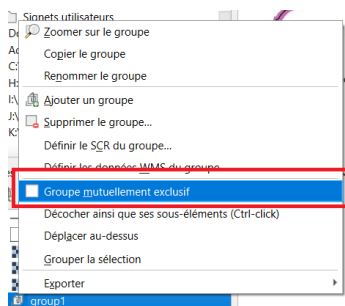 Signets utilisateurs
Zoomer sur le groupe
Copier le groupe
Renommer le groupe
Ajouter un groupe
Supprimer le groupe...
Définir le SCR du groupe...
Définir les données WMS du groupe...
Groupe mutuellement exclusif
Décocher ainsi que ses sous-éléments (Ctrl-click)
Déplacer au-dessus
Grouper la sélection
Exporter
group1